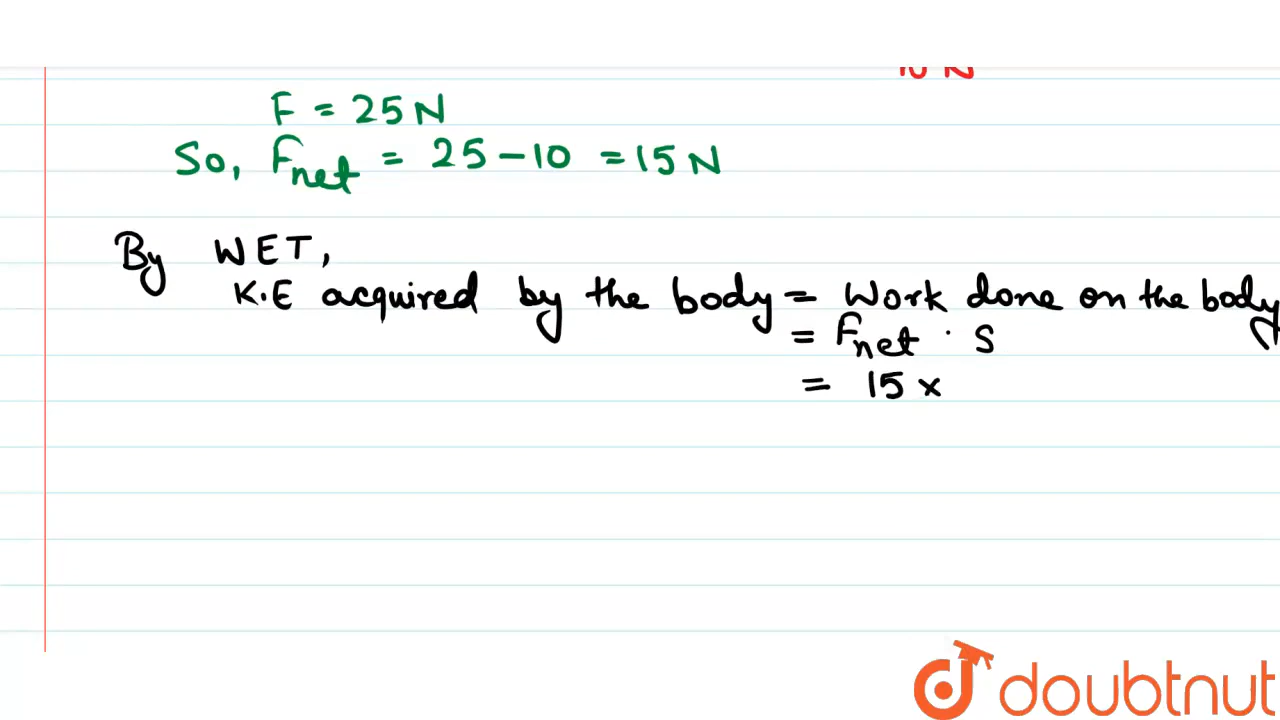 10 N
F = 25 N
So, Fnet = 25 - 10 = 15 N
By WET,
K.E acquired by the body = Work done on the body
= Fnet . S
= 15 x
doubtnut